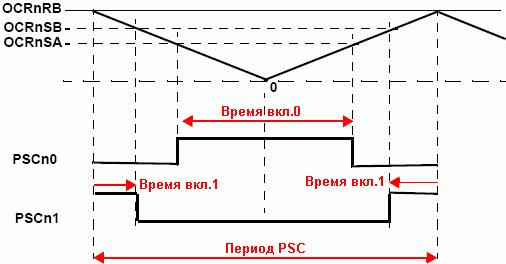 OCRnRB
OCRnSB
OCRnSA
0
Время вкл.0
PSCn0
Время вкл.1 Время вкл.1
PSCn1
Период PSC